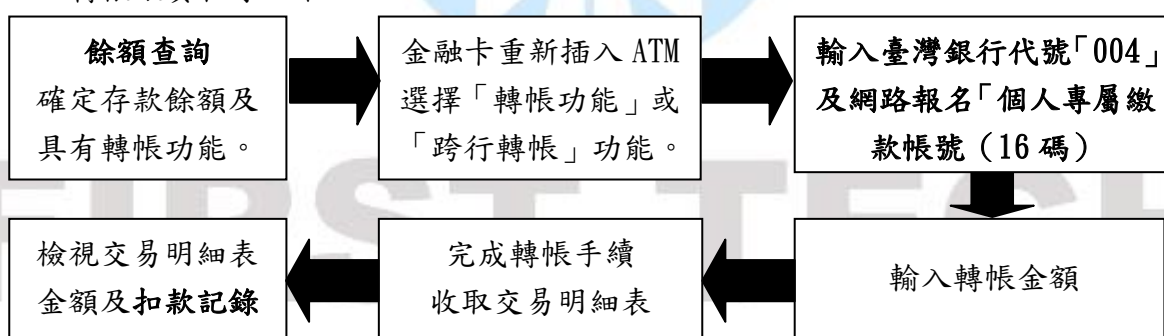 餘額查詢
確定存款餘額及
具有轉帳功能。
金融卡重新插入 ATM
選擇「轉帳功能」或
「跨行轉帳」功能。
輸入臺灣銀行代號「004」
及網路報名「個人專屬繳
款帳號（16 碼）
輸入轉帳金額
完成轉帳手續
收取交易明細表
檢視交易明細表
金額及扣款記錄
FIRST TECH